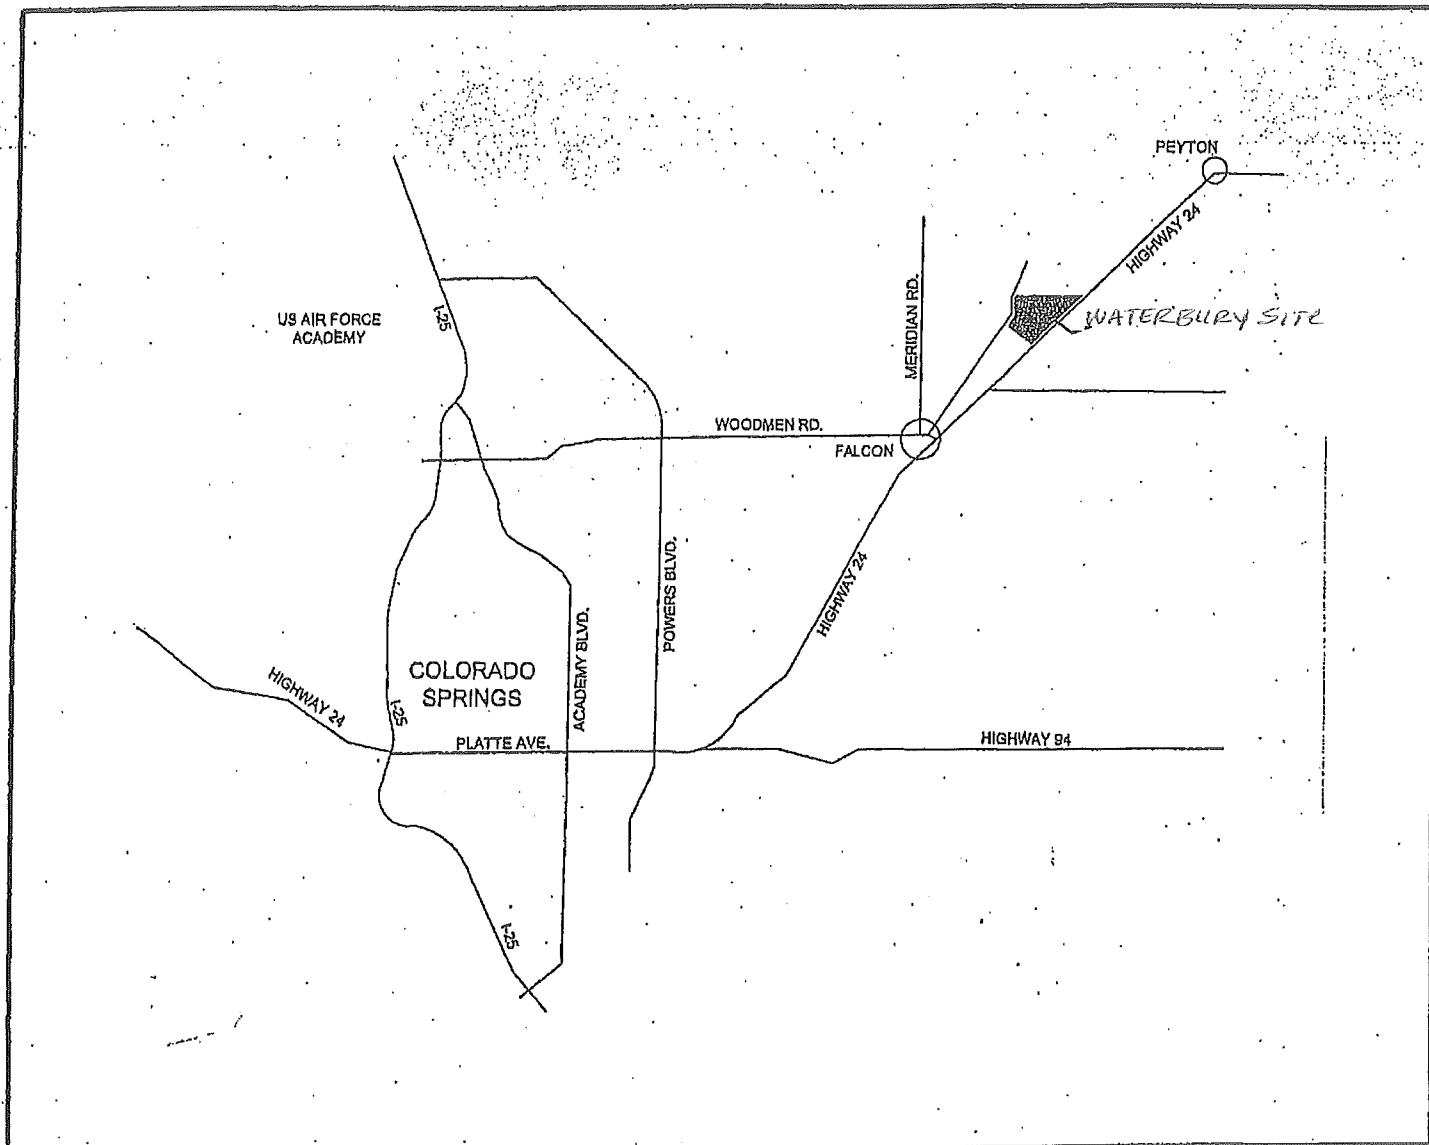 PEYTON
HIGHWAY 24
MERIDIAN RD.
WATERBURY SITE
I-25
US AIR FORCE
ACADEMY
WOODMEN RD.
FALCON
POWERS BLVD.
HIGHWAY 24
ACADEMY BLVD.
COLORADO
SPRINGS
HIGHWAY 24
I-25
PLATTE AVE.
HIGHWAY 94
I-25